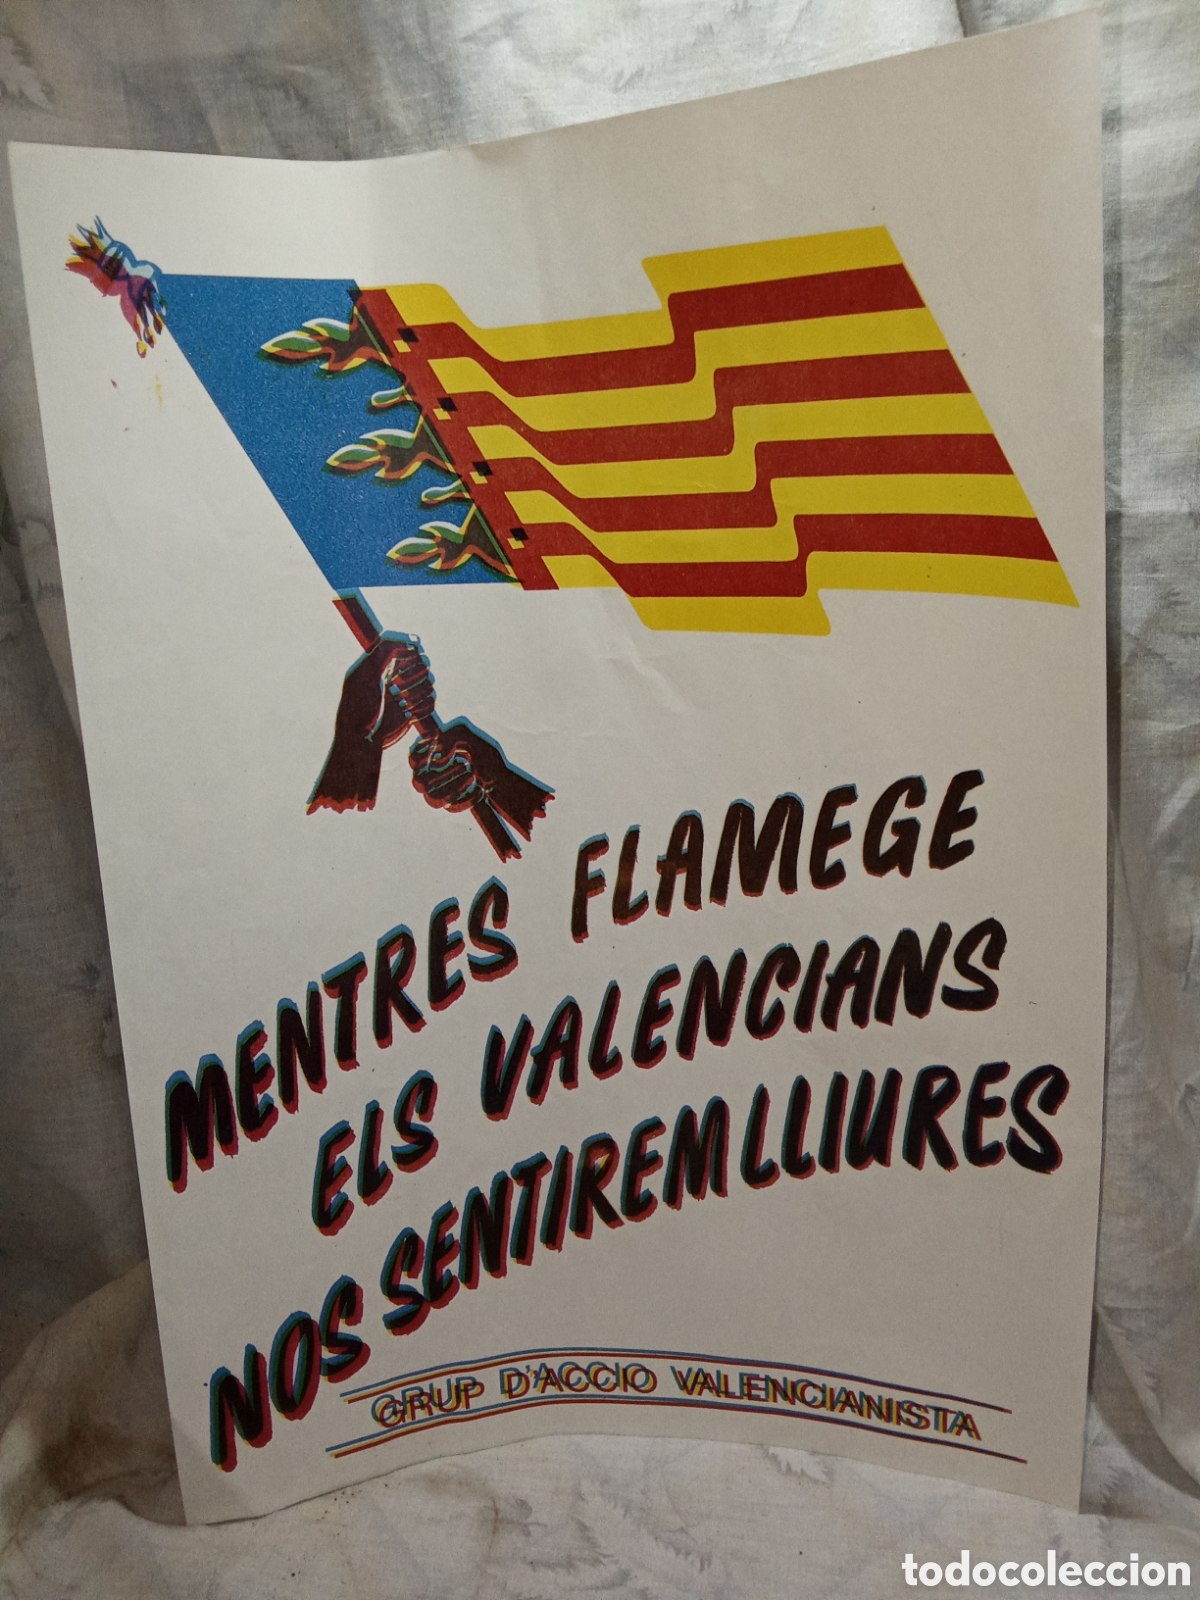 MENTRES FLAMEGE
ELS VALENCIANS
NOS SENTIREM LLIURES
GRUP D'ACCIO VALENCIANISTA
todocoleccion